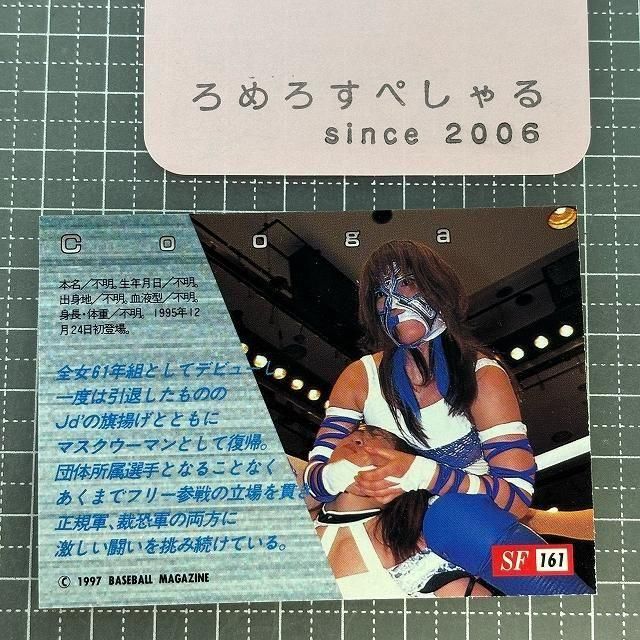 ろめろすぺしゃる
since 2006
Cooga
本名／不明。生年月日／不明。
出身地／不明。血液型／不明。
身長・体重／不明。 1995年12
月24日初登場。
全女61年組としてデビューし
一度は引退したものの
Jd'の旗揚げとともに
マスクウーマンとして復帰。
団体所属選手となることなく
あくまでフリー参戦の立場を貫き
正規軍、裁恐軍の両方に
激しい闘いを挑み続けている。
© 1997 BASEBALL MAGAZINE
SF 161